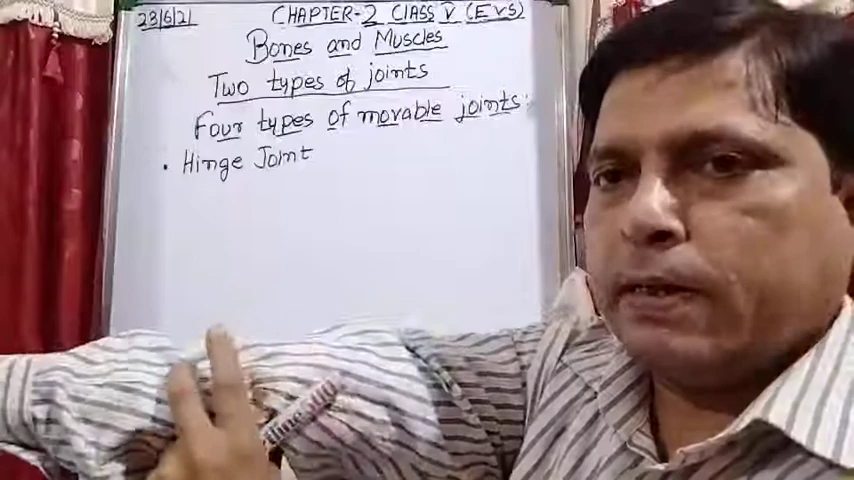 23/6/21
CHAPTER-2 CLASS V (EVS)
Bones and Muscles
Two types of joints
Four types of movable joints:
• Hinge Joint